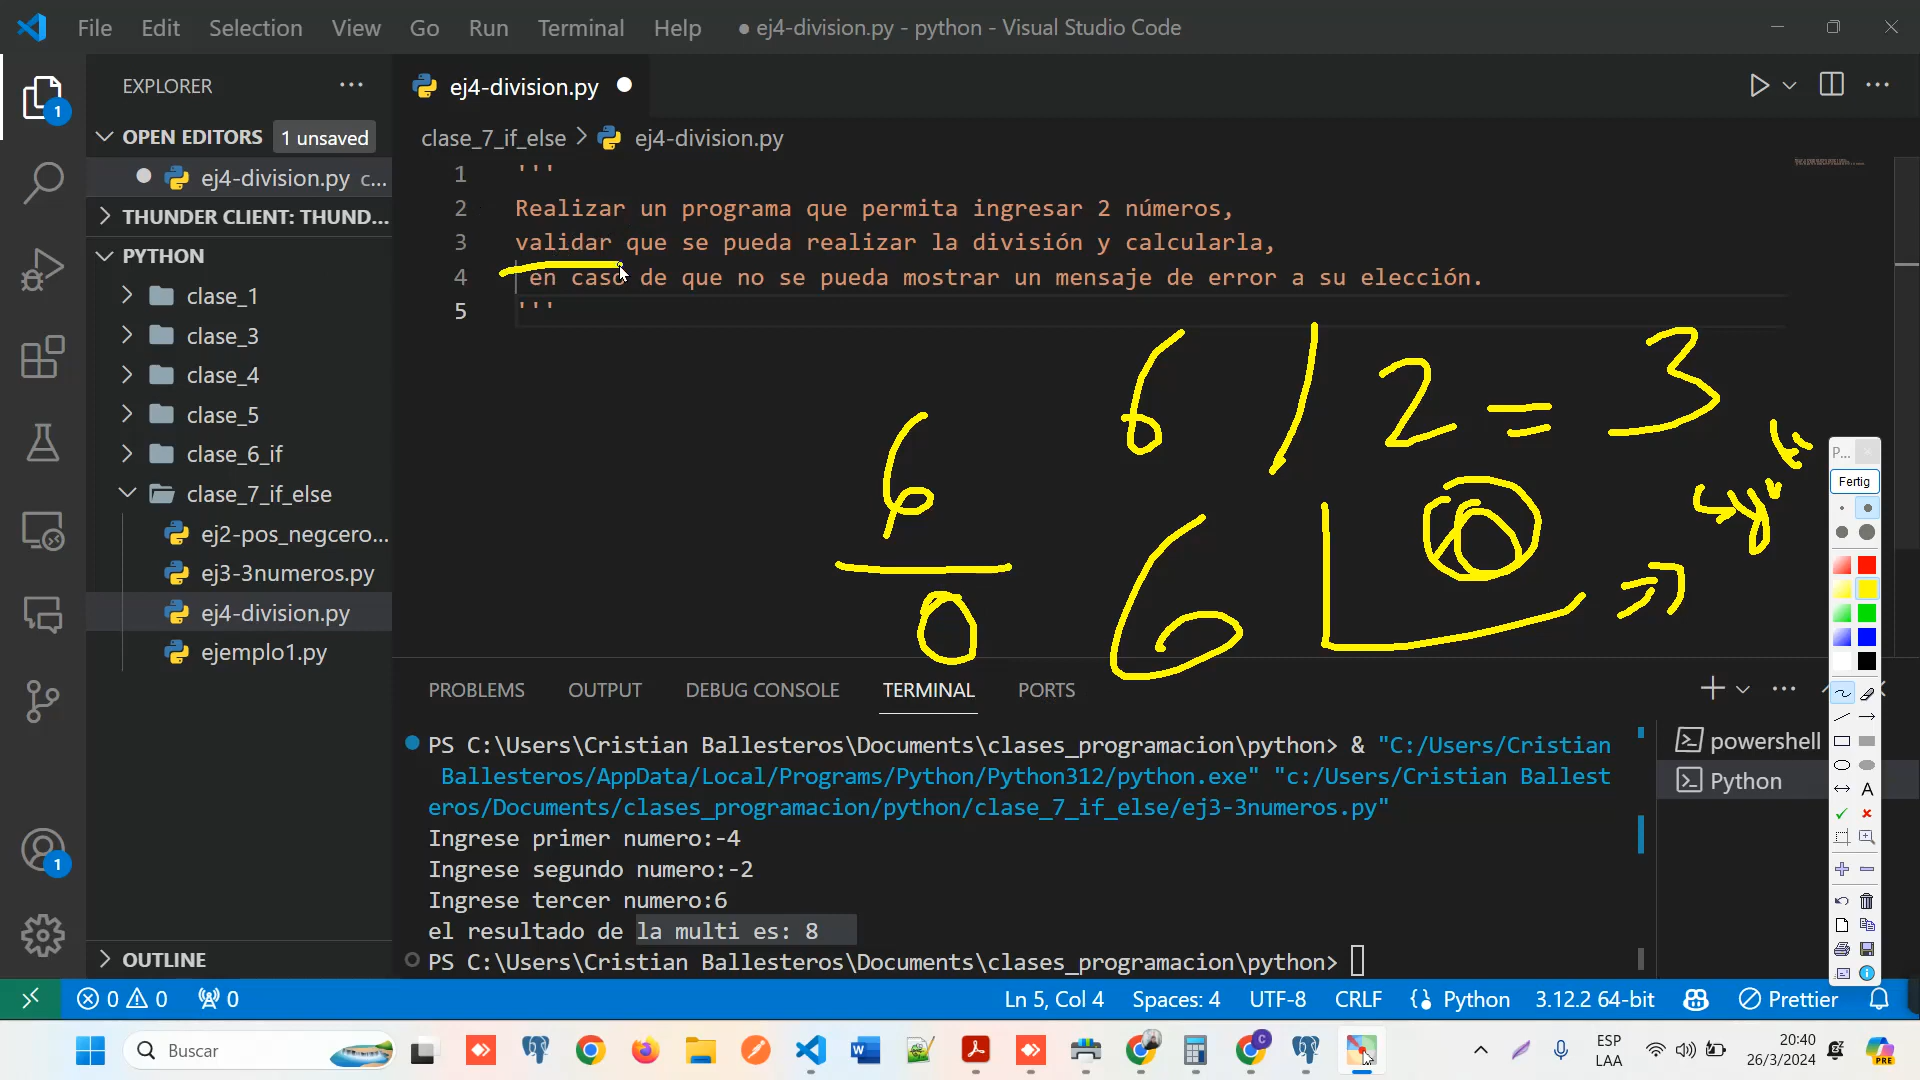 File Edit Selection View Go Run Terminal Help ● ej4-division.py - python - Visual Studio Code
EXPLORER ...
OPEN EDITORS 1 unsaved
ej4-division.py c...
THUNDER CLIENT: THUND...
PYTHON
clase_1
clase_3
clase_4
clase_5
clase_6_if
clase_7_if_else
ej2-pos_negcero...
ej3-3numeros.py
ej4-division.py
ejemplo1.py
OUTLINE
1
1
ej4-division.py
clase_7_if_else > ej4-division.py
1 '''
2 Realizar un programa que permita ingresar 2 números,
3 validar que se pueda realizar la división y calcularla,
4 en caso de que no se pueda mostrar un mensaje de error a su elección.
5 '''
6 / 2 = 3
6
0
6 0
P...
Fertig
A
PROBLEMS OUTPUT DEBUG CONSOLE TERMINAL PORTS
PS C:\Users\Cristian Ballesteros\Documents\clases_programacion\python> & "C:/Users/Cristian
Ballesteros/AppData/Local/Programs/Python/Python312/python.exe" "c:/Users/Cristian Ballest
eros/Documents/clases_programacion/python/clase_7_if_else/ej3-3numeros.py"
Ingrese primer numero:-4
Ingrese segundo numero:-2
Ingrese tercer numero:6
el resultado de la multi es: 8
PS C:\Users\Cristian Ballesteros\Documents\clases_programacion\python>
powershell
Python
0 0 0 Ln 5, Col 4 Spaces: 4 UTF-8 CRLF Python 3.12.2 64-bit Prettier
Buscar
ESP
LAA
20:40
26/3/2024
PRE